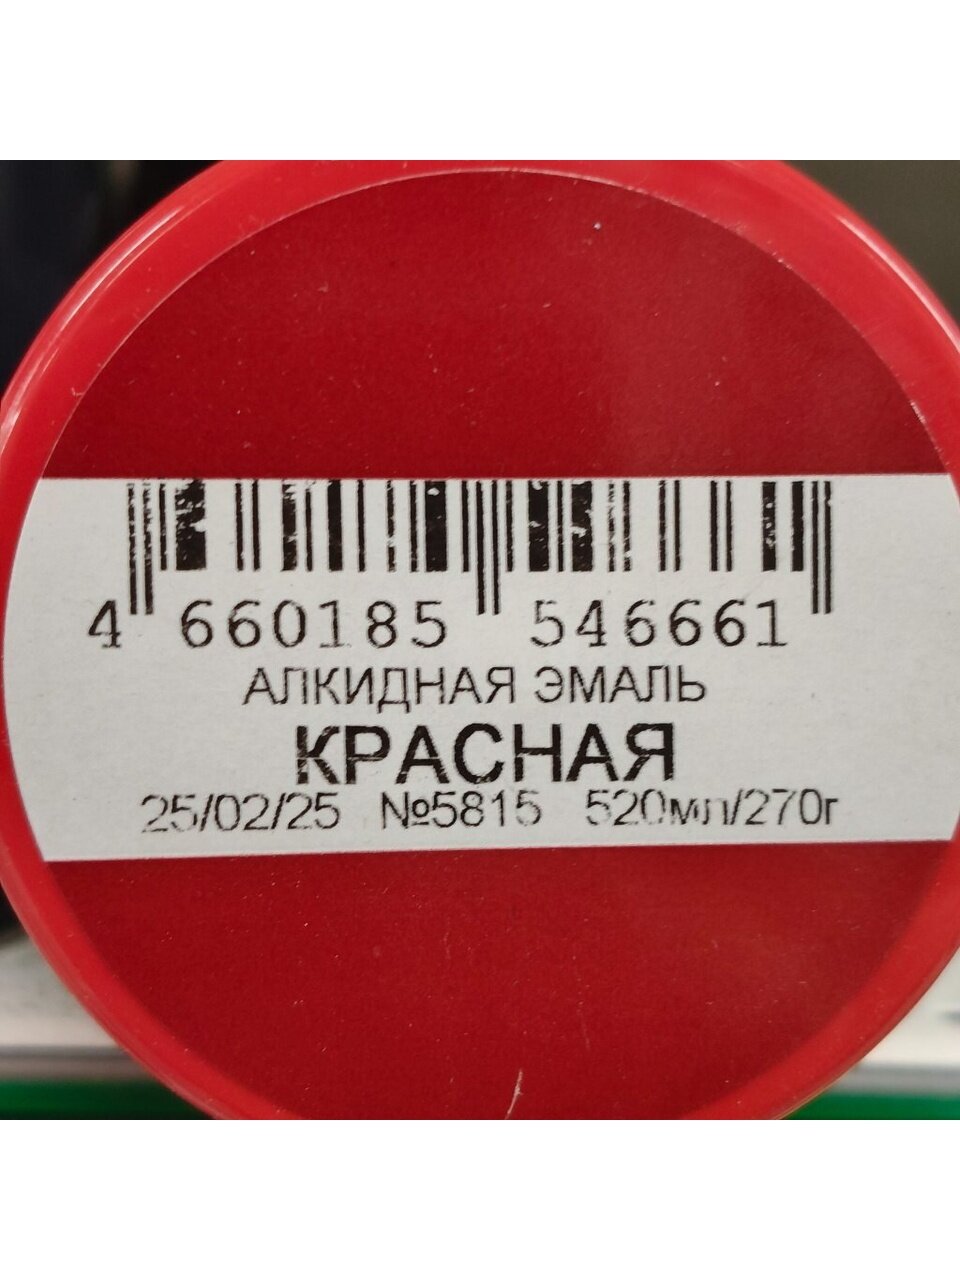 4 660185 546661
АЛКИДНАЯ ЭМАЛЬ
КРАСНАЯ
25/02/25 №5815 520мл/270г